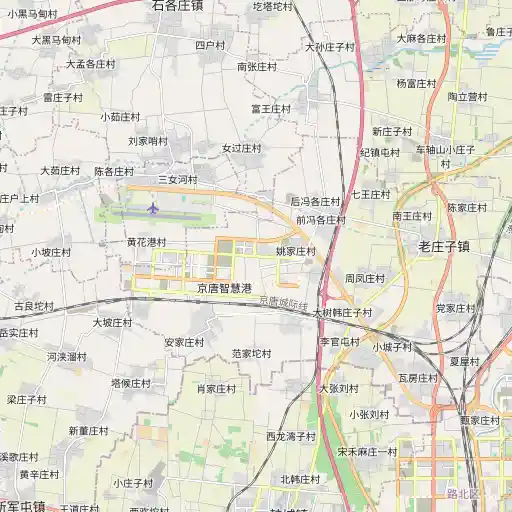 石各庄镇
圪塔坨村
小黑马甸村
大黑马甸村
四户村
大孙庄子村
大麻各庄村
大孟各庄村
南张庄村
杨富庄村
雷庄子村
富王庄村
陶立营村
小茹庄村
新庄子村
刘家哨村
女过庄村
纪镇屯村
车轴山小庄子
村
大茹庄村
陈各庄村
三女河村
七王庄村
庄户上村
后冯各庄村
前冯各庄村
南王庄村
陈家庄村
黄花港村
小坡庄村
姚家庄村
老庄子镇
周凤庄村
京唐智慧港
京唐城际线
古良坨村
大树韩庄子村
党家庄村
大坡庄村
岳实庄村
安家庄村
李官屯村
小城子村
河浃溜村
范家坨村
夏屋村
塔候庄村
肖家庄村
大张刘村
瓦房庄村
梁庄子村
小张刘村
甄家庄村
新董庄村
西龙湾子村
宋禾麻庄一村
溪歌庄村
黄辛庄村
小庄子村
北韩庄村
路北区
新军屯镇
王道庄村